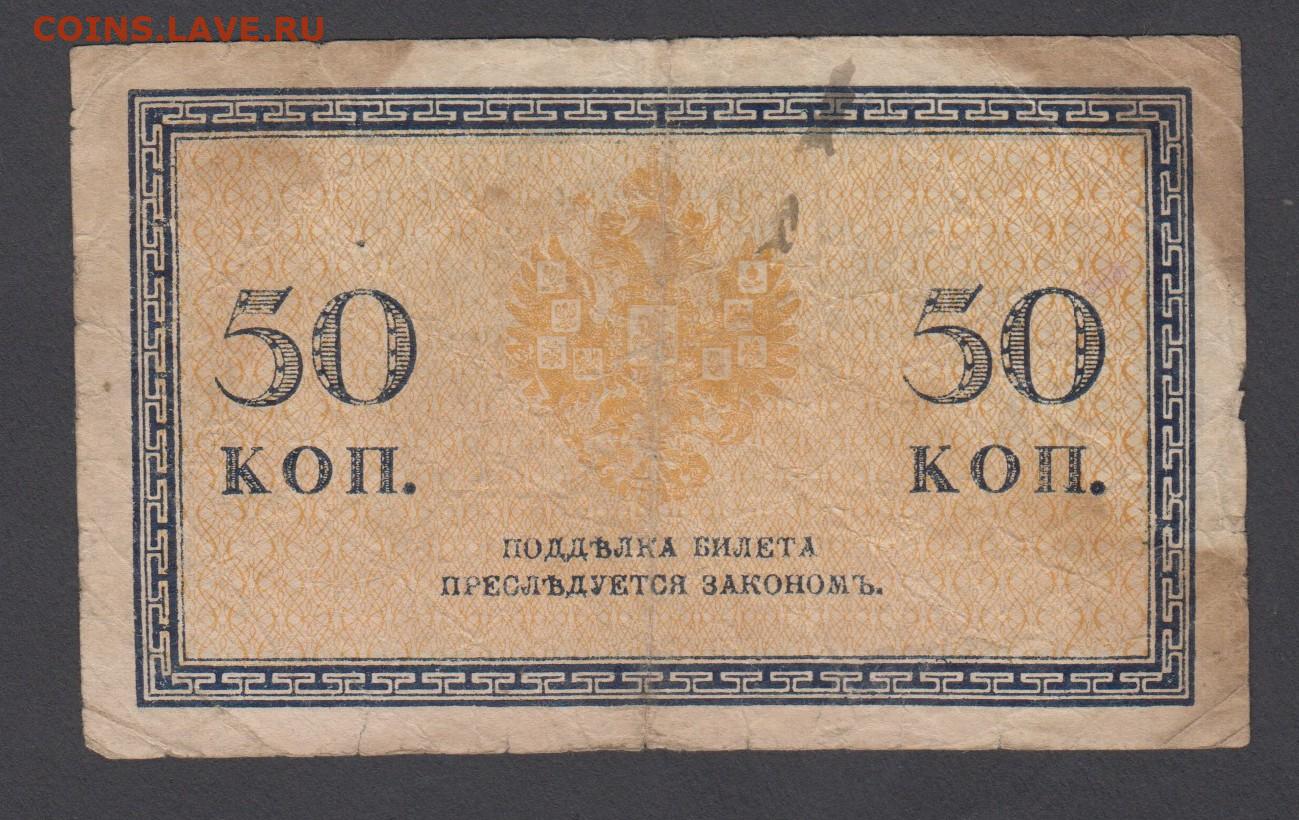 COINS.LAVE.RU
50 50
КОП. КОП.
ПОДДѢЛКА БИЛЕТА
ПРЕСЛѢДУЕТСЯ ЗАКОНОМЪ.